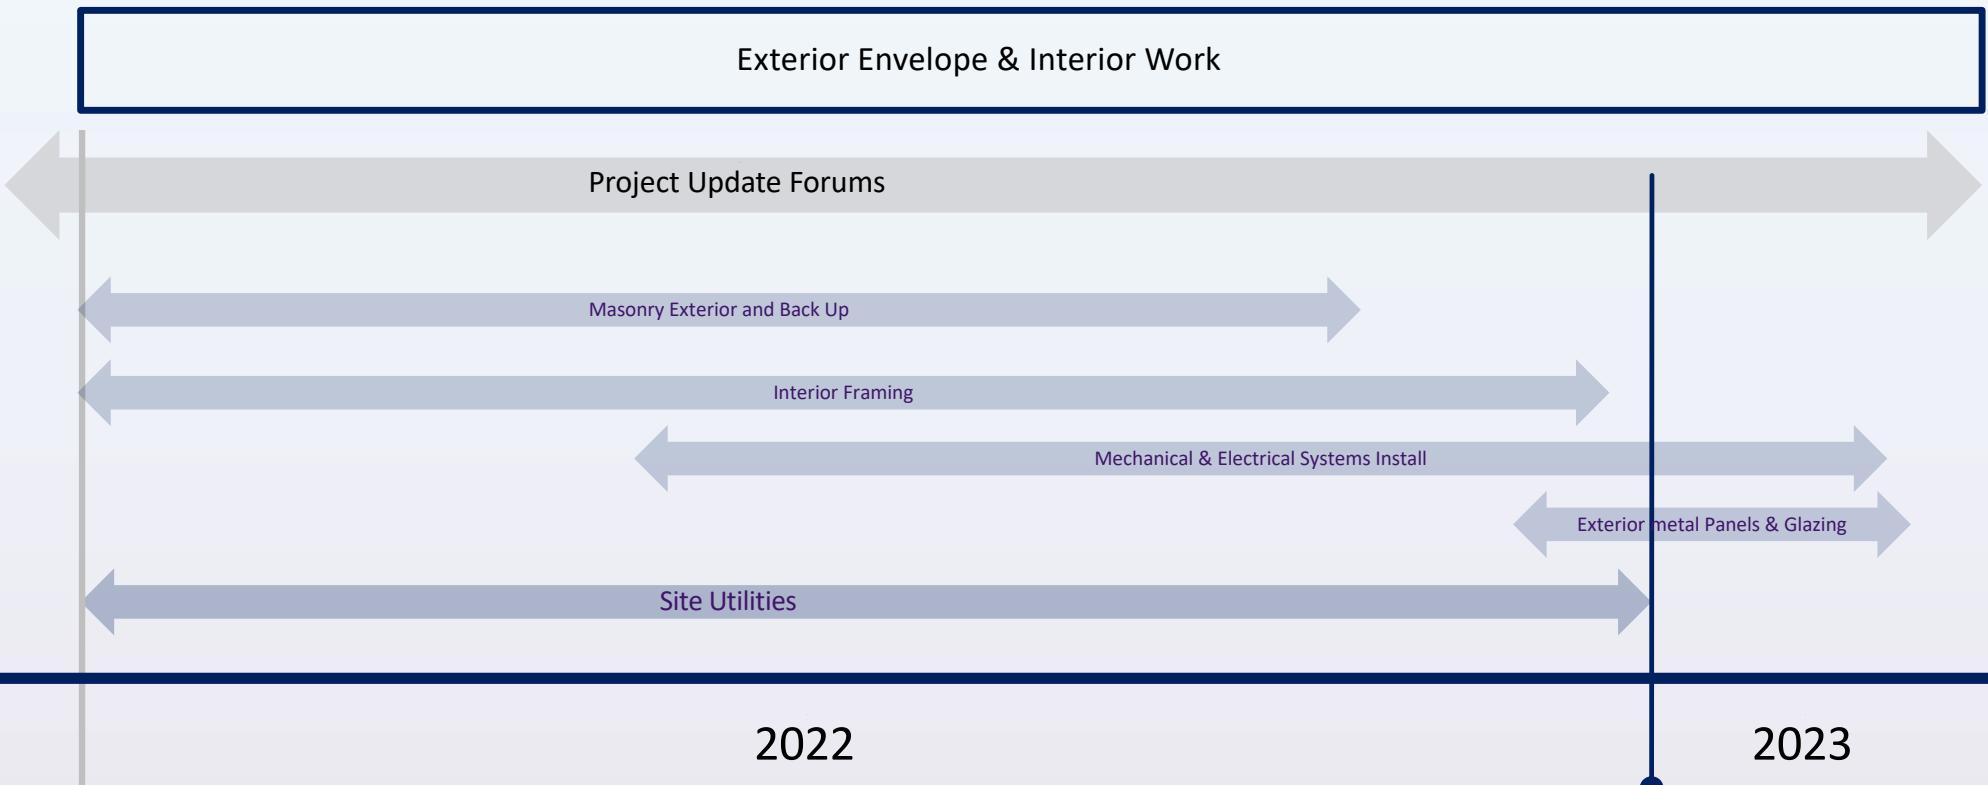 Exterior Envelope & Interior Work
Project Update Forums
Masonry Exterior and Back Up
Interior Framing
Mechanical & Electrical Systems Install
Exterior metal Panels & Glazing
Site Utilities
2022
2023